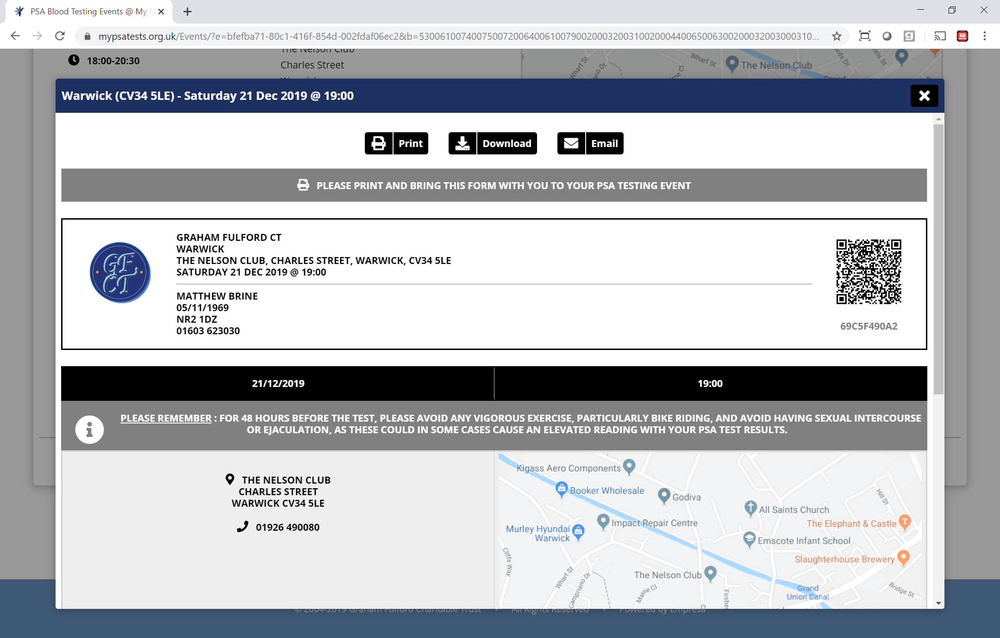 PSA Blood Testing Events @ My
mypsatests.org.uk/Events/?e=bfefba71-80c1-416f-854d-002fdaf06ec2&b=5300610074007500720064006100790020003200310020004400650063002000320030003100...
The Nelson Club
18:00-20:30
Charles Street
Wharf St
The Nelson Club
Warwick (CV34 5LE) - Saturday 21 Dec 2019 @ 19:00
Print
Download
Email
PLEASE PRINT AND BRING THIS FORM WITH YOU TO YOUR PSA TESTING EVENT
GF
CT
GRAHAM FULFORD CT
WARWICK
THE NELSON CLUB, CHARLES STREET, WARWICK, CV34 5LE
SATURDAY 21 DEC 2019 @ 19:00
MATTHEW BRINE
05/11/1969
NR2 1DZ
01603 623030
69C5F490A2
21/12/2019
19:00
PLEASE REMEMBER : FOR 48 HOURS BEFORE THE TEST, PLEASE AVOID ANY VIGOROUS EXERCISE, PARTICULARLY BIKE RIDING, AND AVOID HAVING SEXUAL INTERCOURSE
OR EJACULATION, AS THESE COULD IN SOME CASES CAUSE AN ELEVATED READING WITH YOUR PSA TEST RESULTS.
THE NELSON CLUB
CHARLES STREET
WARWICK CV34 5LE
01926 490080
Kigass Aero Components
Booker Wholesale
Godiva
Hill St
All Saints Church
Impact Repair Centre
The Elephant & Castle
Murley Hyundai
Warwick
Emscote Infant School
Cliffe Way
Slaughterhouse Brewery
Wharf St
Campriano Dr
The Nelson Club
Grand
Union Canal
Bridge St
© 2004-2019 Graham Fulford Charitable Trust • All Rights Reserved • Powered by Empresa